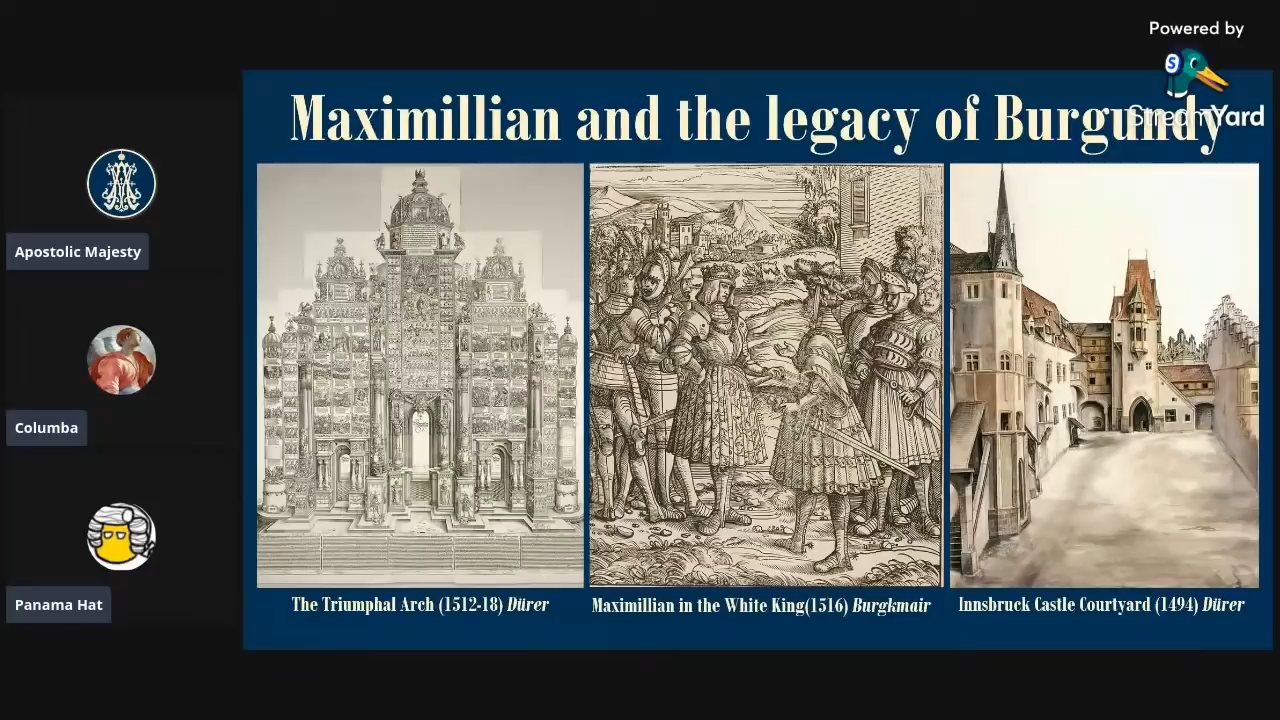 Powered by
StreamYard
Maximillian and the legacy of Burgundy
Apostolic Majesty
Columba
Panama Hat
The Triumphal Arch (1512-18) Dürer
Maximillian in the White King(1516) Burgkmair
Innsbruck Castle Courtyard (1494) Dürer